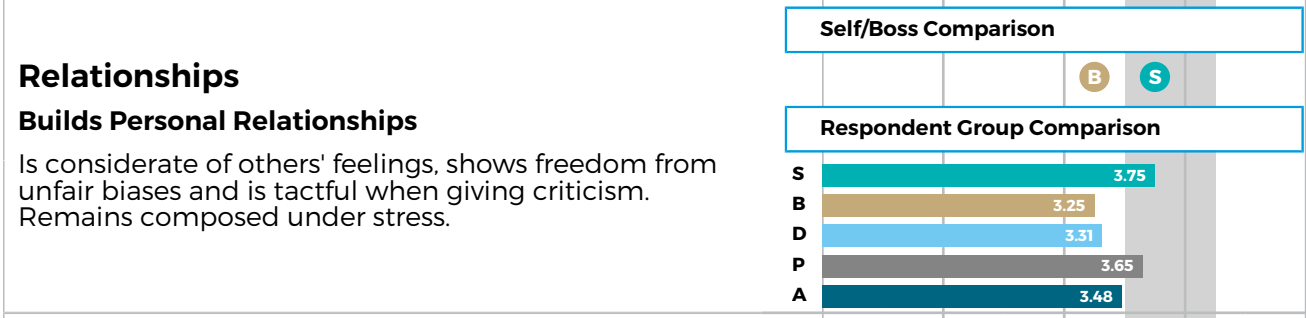 Relationships
Builds Personal Relationships
Is considerate of others' feelings, shows freedom from
unfair biases and is tactful when giving criticism.
Remains composed under stress.
Self/Boss Comparison
B S
Respondent Group Comparison
S 3.75
B 3.25
D 3.31
P 3.65
A 3.48